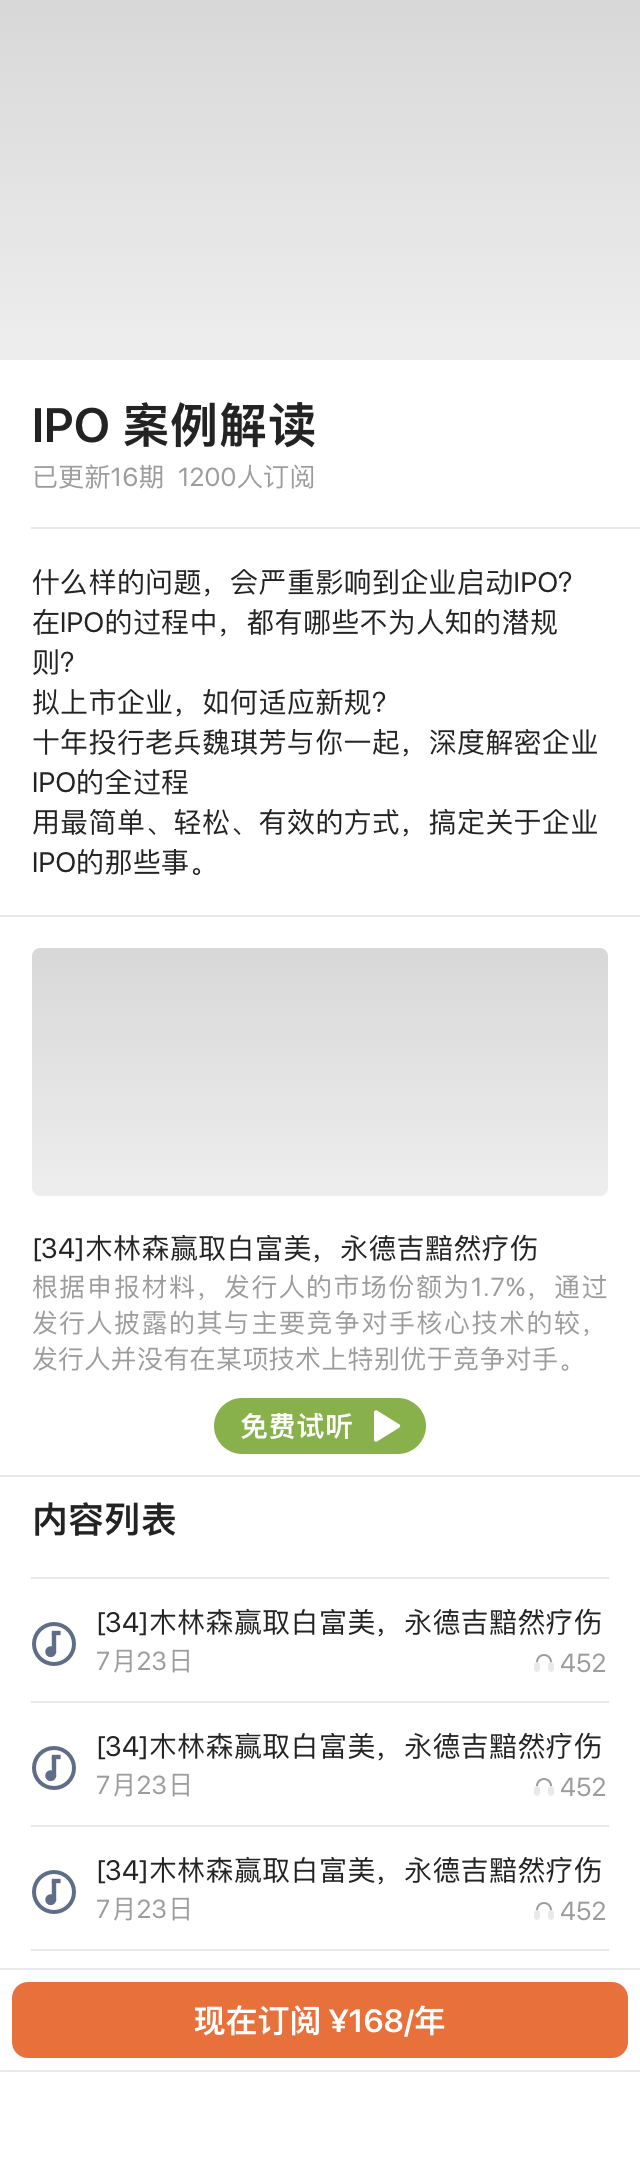 IPO 案例解读
已更新16期 1200人订阅
什么样的问题，会严重影响到企业启动IPO?
在IPO的过程中，都有哪些不为人知的潜规
则?
拟上市企业，如何适应新规?
十年投行老兵魏琪芳与你一起，深度解密企业
IPO的全过程
用最简单、轻松、有效的方式，搞定关于企业
IPO的那些事。
[34]木林森赢取白富美，永德吉黯然疗伤
根据申报材料，发行人的市场份额为1.7%，通过
发行人披露的其与主要竞争对手核心技术的较，
发行人并没有在某项技术上特别优于竞争对手。
免费试听
内容列表
[34]木林森赢取白富美，永德吉黯然疗伤
7月23日 452
[34]木林森赢取白富美，永德吉黯然疗伤
7月23日 452
[34]木林森赢取白富美，永德吉黯然疗伤
7月23日 452
现在订阅 ¥168/年